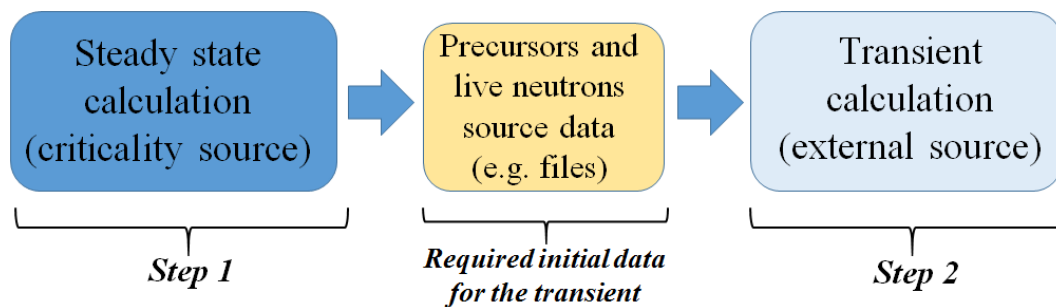 Steady state
calculation
(criticality source)
Precursors and
live neutrons
source data
(e.g. files)
Transient
calculation
(external source)
Step 1
Required initial data
for the transient
Step 2